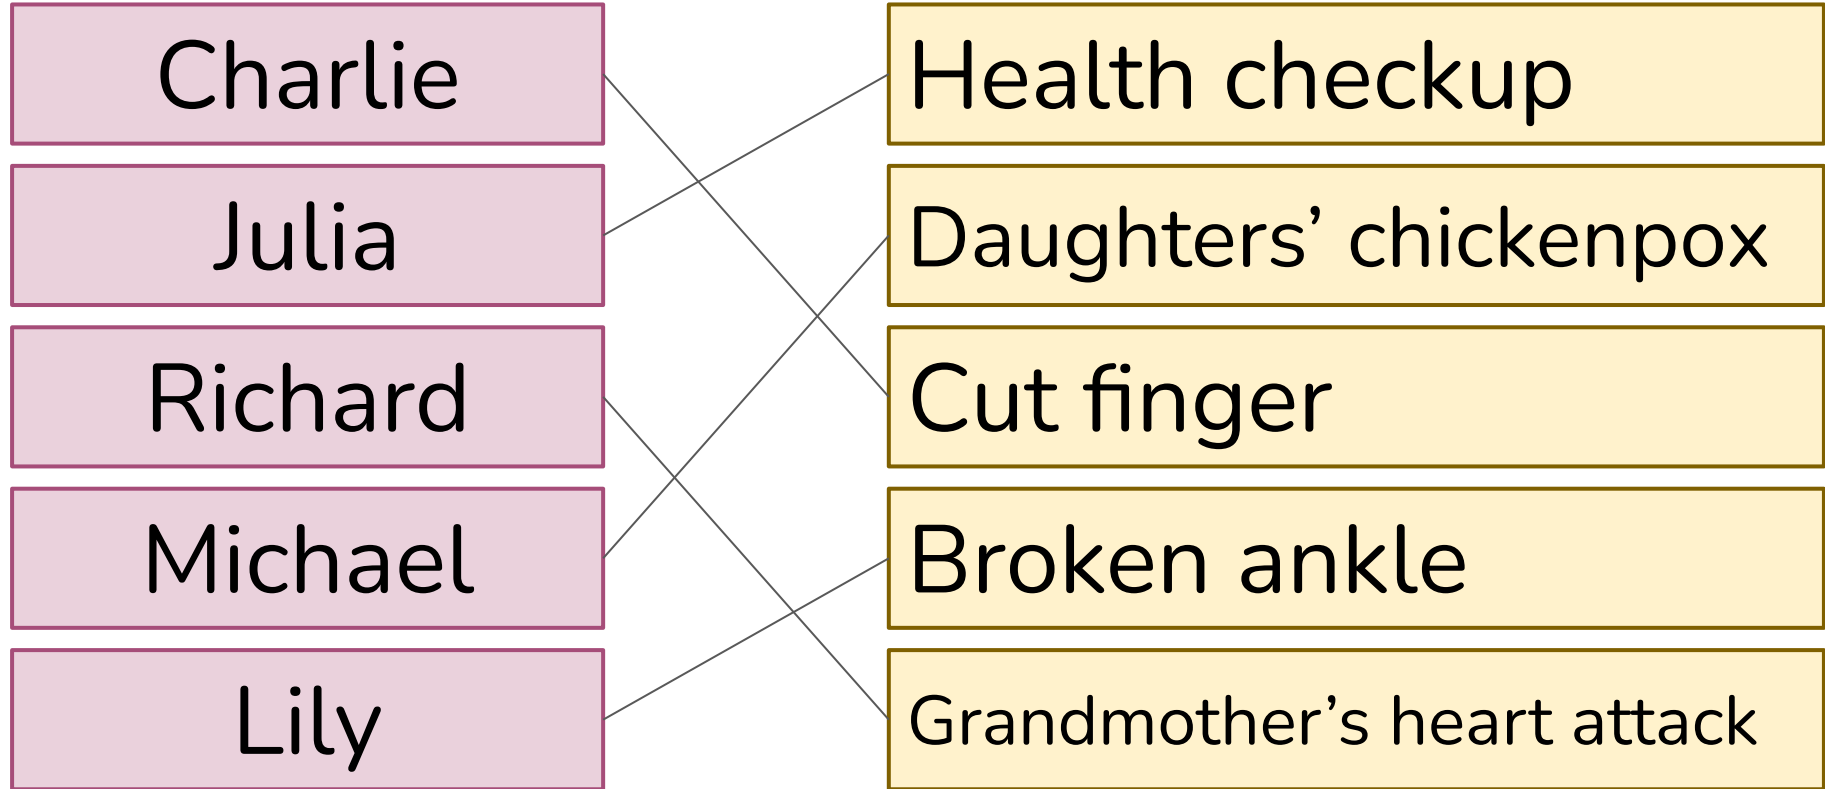 Charlie
Health checkup
Julia
Daughters’ chickenpox
Richard
Cut finger
Michael
Broken ankle
Lily
Grandmother’s heart attack